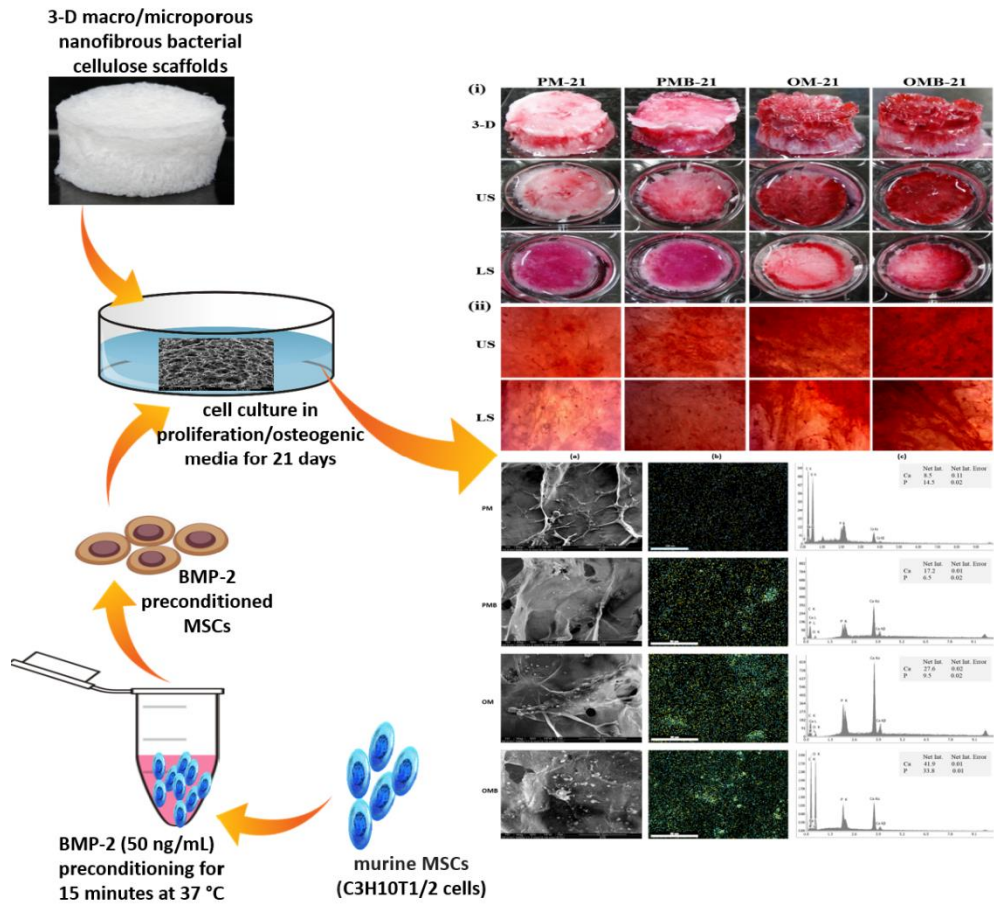 3-D macro/microporous
nanofibrous bacterial
cellulose scaffolds
cell culture in
proliferation/osteogenic
media for 21 days
BMP-2
preconditioned
MSCs
BMP-2 (50 ng/mL)
preconditioning for
15 minutes at 37 °C
murine MSCs
(C3H10T1/2 cells)
PM-21 PMB-21 OM-21 OMB-21
(i)
3-D
US
LS
(ii)
US
LS
(a) (b) (c)
PM
Net Int. Net Int. Error
Ca 8.5 0.11
P 14.5 0.02
PMB
Net Int. Net Int. Error
Ca 17.2 0.01
P 6.5 0.02
OM
Net Int. Net Int. Error
Ca 27.6 0.02
P 9.5 0.02
OMB
Net Int. Net Int. Error
Ca 41.9 0.01
P 33.8 0.01